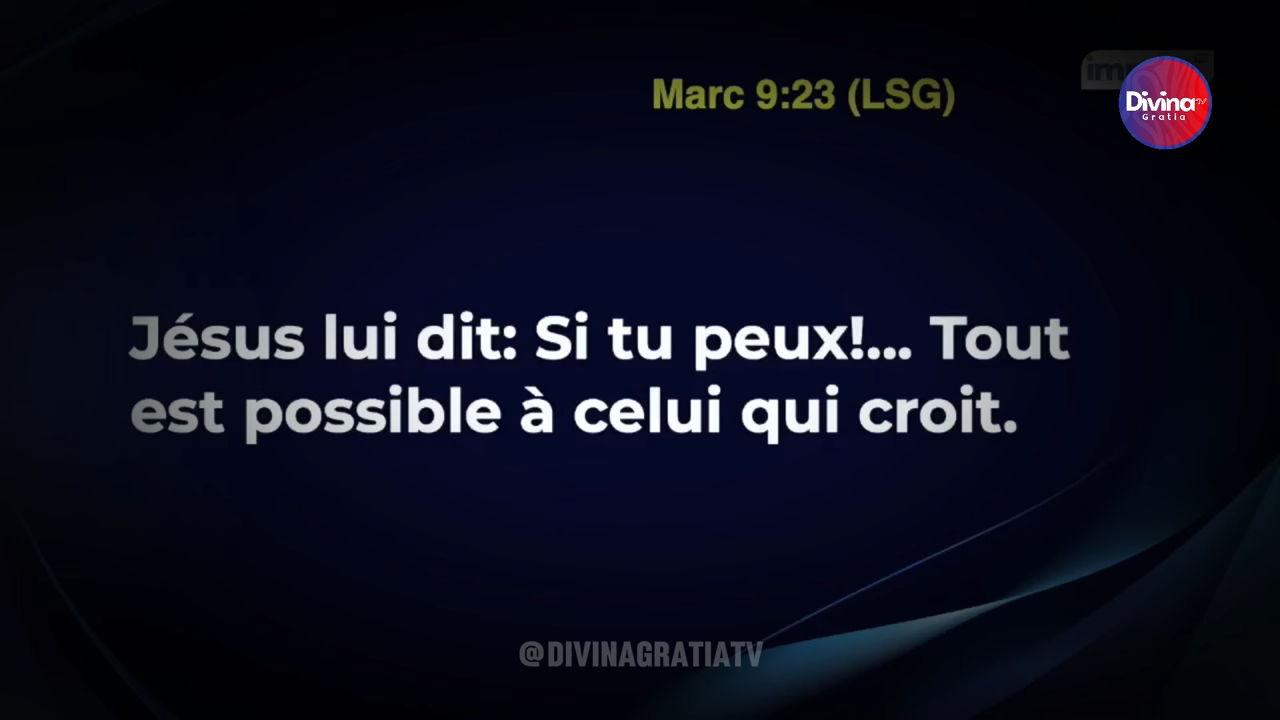 Marc 9:23 (LSG)
Divina TV
Gratia
Jésus lui dit: Si tu peux!... Tout
est possible à celui qui croit.
@DIVINAGRATIATV